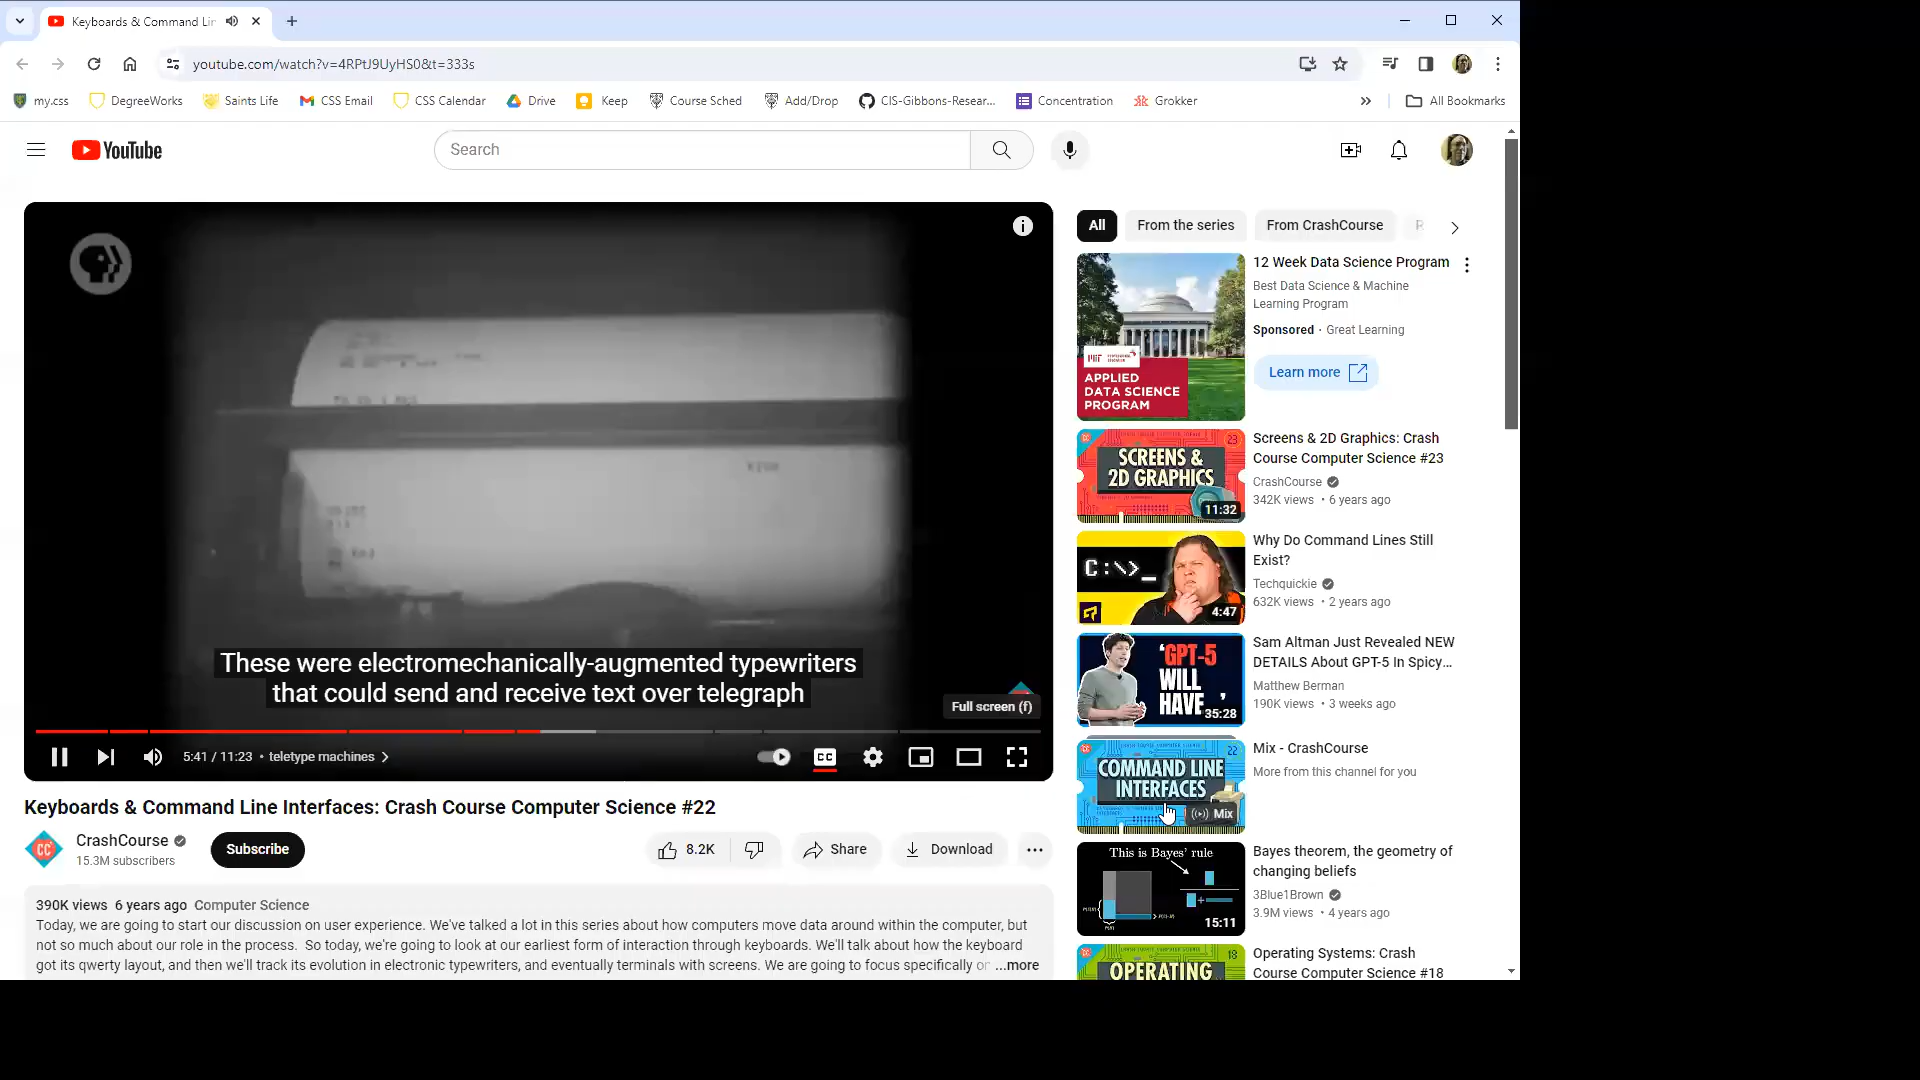 Keyboards & Command Lin
youtube.com/watch?v=4RPtJ9UyHS0&t=333s
my.css
DegreeWorks
Saints Life
CSS Email
CSS Calendar
Drive
Keep
Course Sched
Add/Drop
CIS-Gibbons-Resear...
Concentration
Grokker
All Bookmarks
YouTube
Search
These were electromechanically-augmented typewriters
that could send and receive text over telegraph
Full screen (f)
5:41 / 11:23 • teletype machines
CC
Keyboards & Command Line Interfaces: Crash Course Computer Science #22
CC
CrashCourse
15.3M subscribers
Subscribe
8.2K
Share
Download
390K views 6 years ago Computer Science
Today, we are going to start our discussion on user experience. We've talked a lot in this series about how computers move data around within the computer, but
not so much about our role in the process. So today, we're going to look at our earliest form of interaction through keyboards. We'll talk about how the keyboard
got its qwerty layout, and then we'll track its evolution in electronic typewriters, and eventually terminals with screens. We are going to focus specifically on ...more
All
From the series
From CrashCourse
APPLIED
DATA SCIENCE
PROGRAM
12 Week Data Science Program
Best Data Science & Machine
Learning Program
Sponsored • Great Learning
Learn more
23
SCREENS &
2D GRAPHICS
11:32
Screens & 2D Graphics: Crash
Course Computer Science #23
CrashCourse
342K views • 6 years ago
C:\>_
4:47
Why Do Command Lines Still
Exist?
Techquickie
632K views • 2 years ago
'GPT-5
WILL
HAVE '
35:28
Sam Altman Just Revealed NEW
DETAILS About GPT-5 In Spicy...
Matthew Berman
190K views • 3 weeks ago
22
COMMAND LINE
INTERFACES
Mix
Mix - CrashCourse
More from this channel for you
This is Bayes' rule
15:11
Bayes theorem, the geometry of
changing beliefs
3Blue1Brown
3.9M views • 4 years ago
18
OPERATING
Operating Systems: Crash
Course Computer Science #18